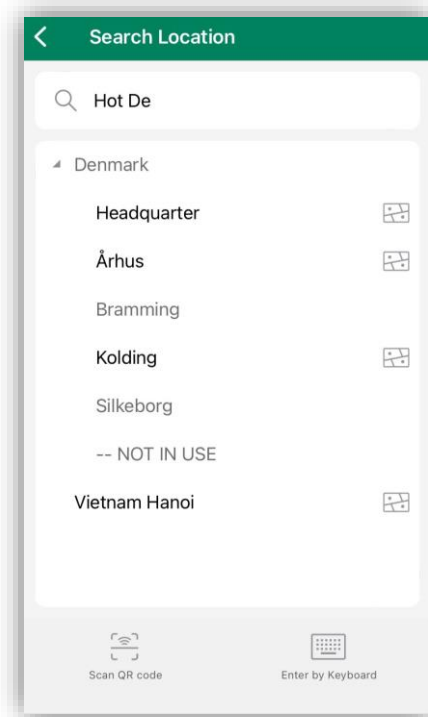 Search Location
Hot De
Denmark
Headquarter
Århus
Bramming
Kolding
Silkeborg
-- NOT IN USE
Vietnam Hanoi
Scan QR code
Enter by Keyboard